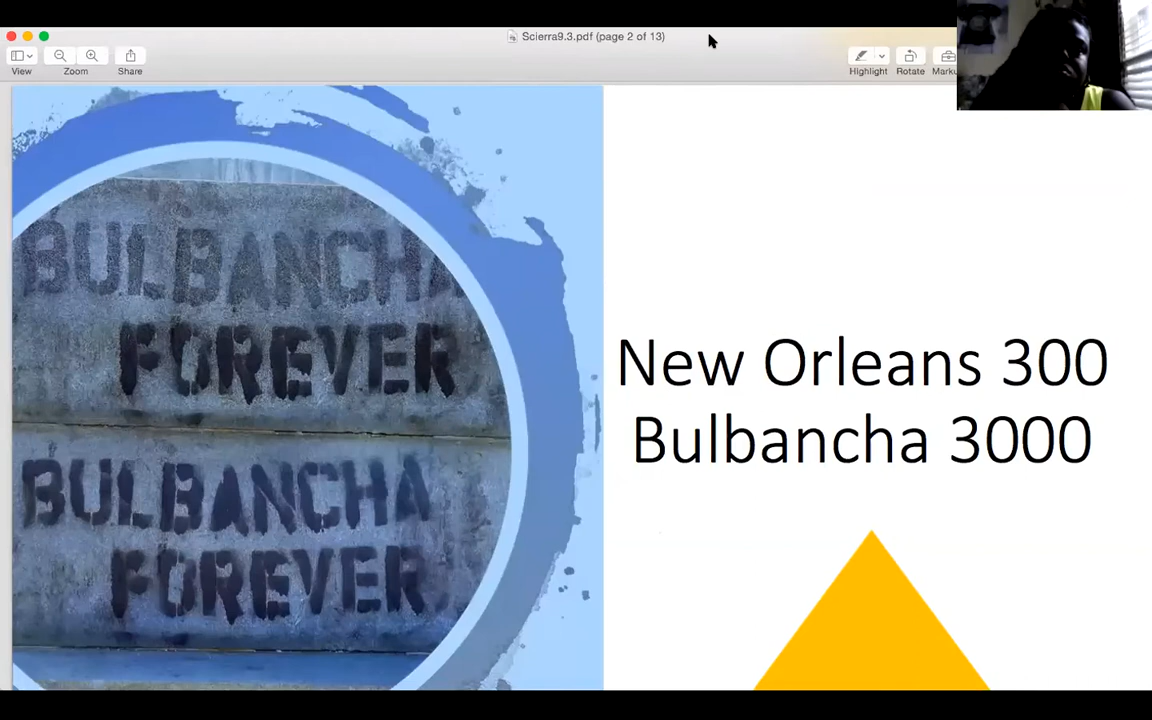 Scierra9.3.pdf (page 2 of 13)
View
Zoom
Share
Highlight
Rotate
BULBANCHA
FOREVER
BULBANCHA
FOREVER
New Orleans 300
Bulbancha 3000